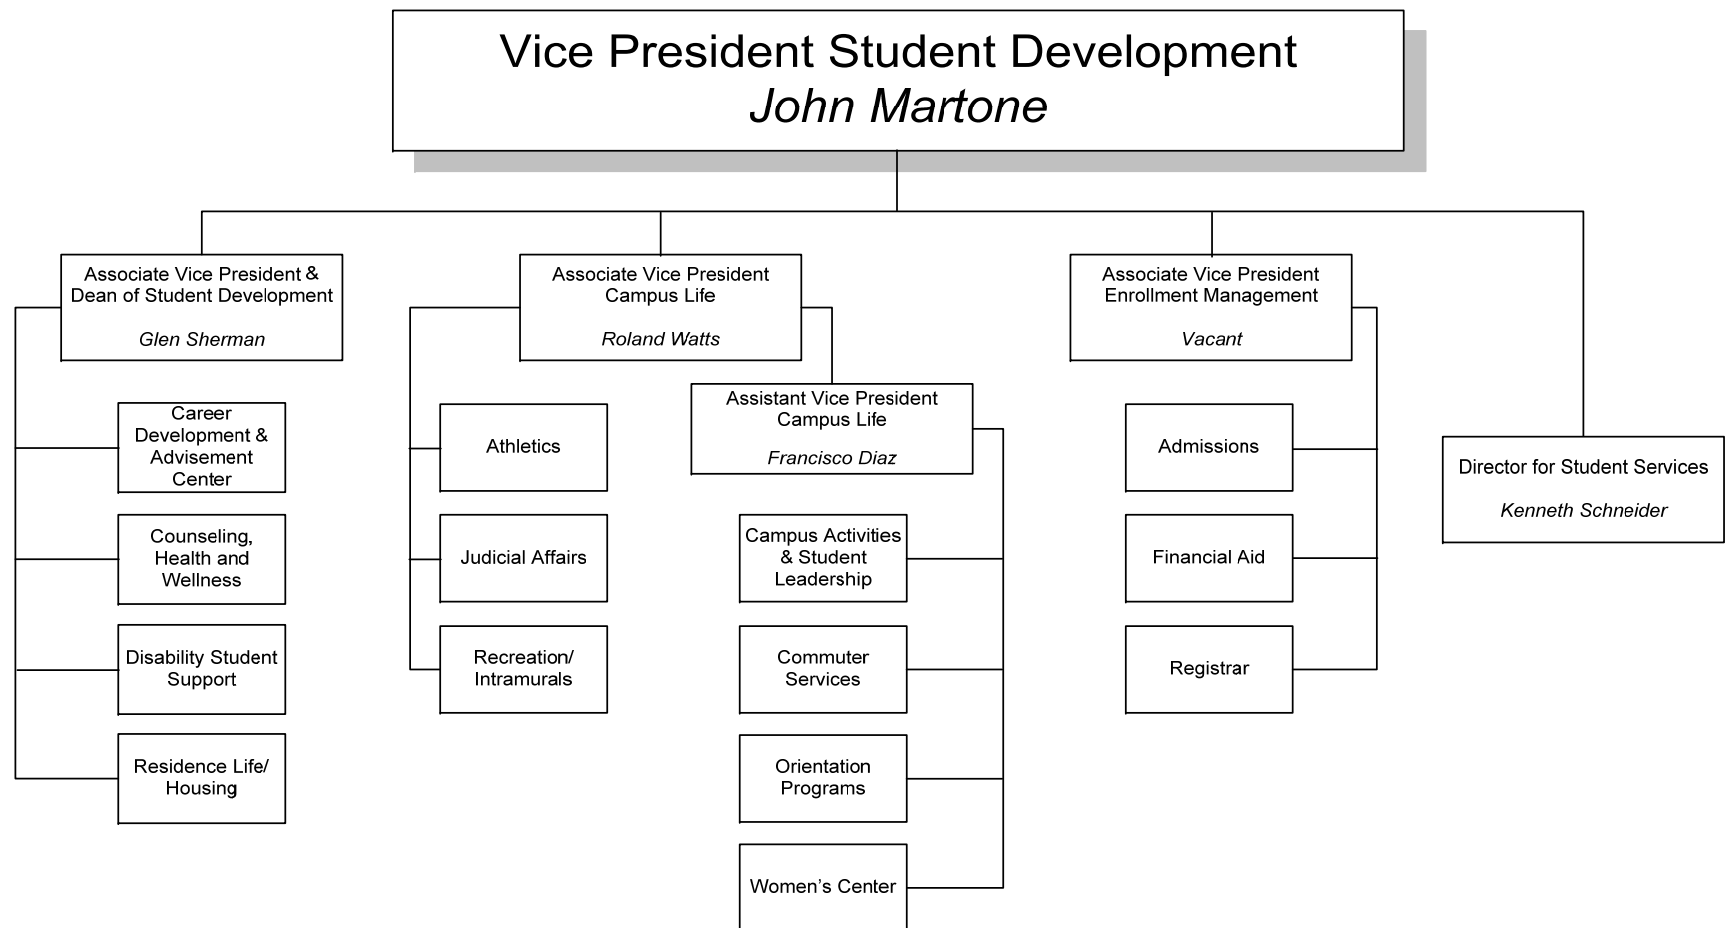 Vice President Student Development
John Martone
Associate Vice President &
Dean of Student Development
Glen Sherman
Career
Development &
Advisement
Center
Counseling,
Health and
Wellness
Disability Student
Support
Residence Life/
Housing
Associate Vice President
Campus Life
Roland Watts
Athletics
Judicial Affairs
Recreation/
Intramurals
Assistant Vice President
Campus Life
Francisco Diaz
Campus Activities
& Student
Leadership
Commuter
Services
Orientation
Programs
Women’s Center
Associate Vice President
Enrollment Management
Vacant
Admissions
Financial Aid
Registrar
Director for Student Services
Kenneth Schneider